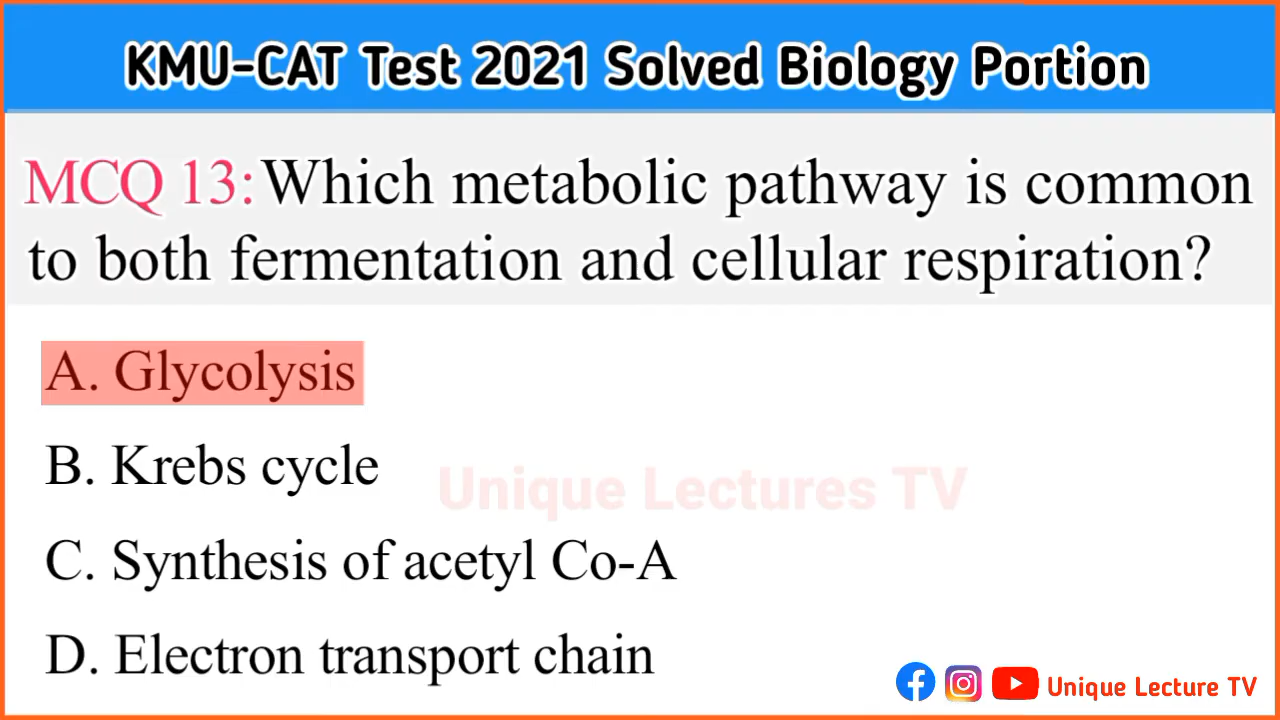 KMU-CAT Test 2021 Solved Biology Portion
MCQ 13: Which metabolic pathway is common
to both fermentation and cellular respiration?
A. Glycolysis
B. Krebs cycle
Unique Lectures TV
C. Synthesis of acetyl Co-A
D. Electron transport chain
Unique Lecture TV